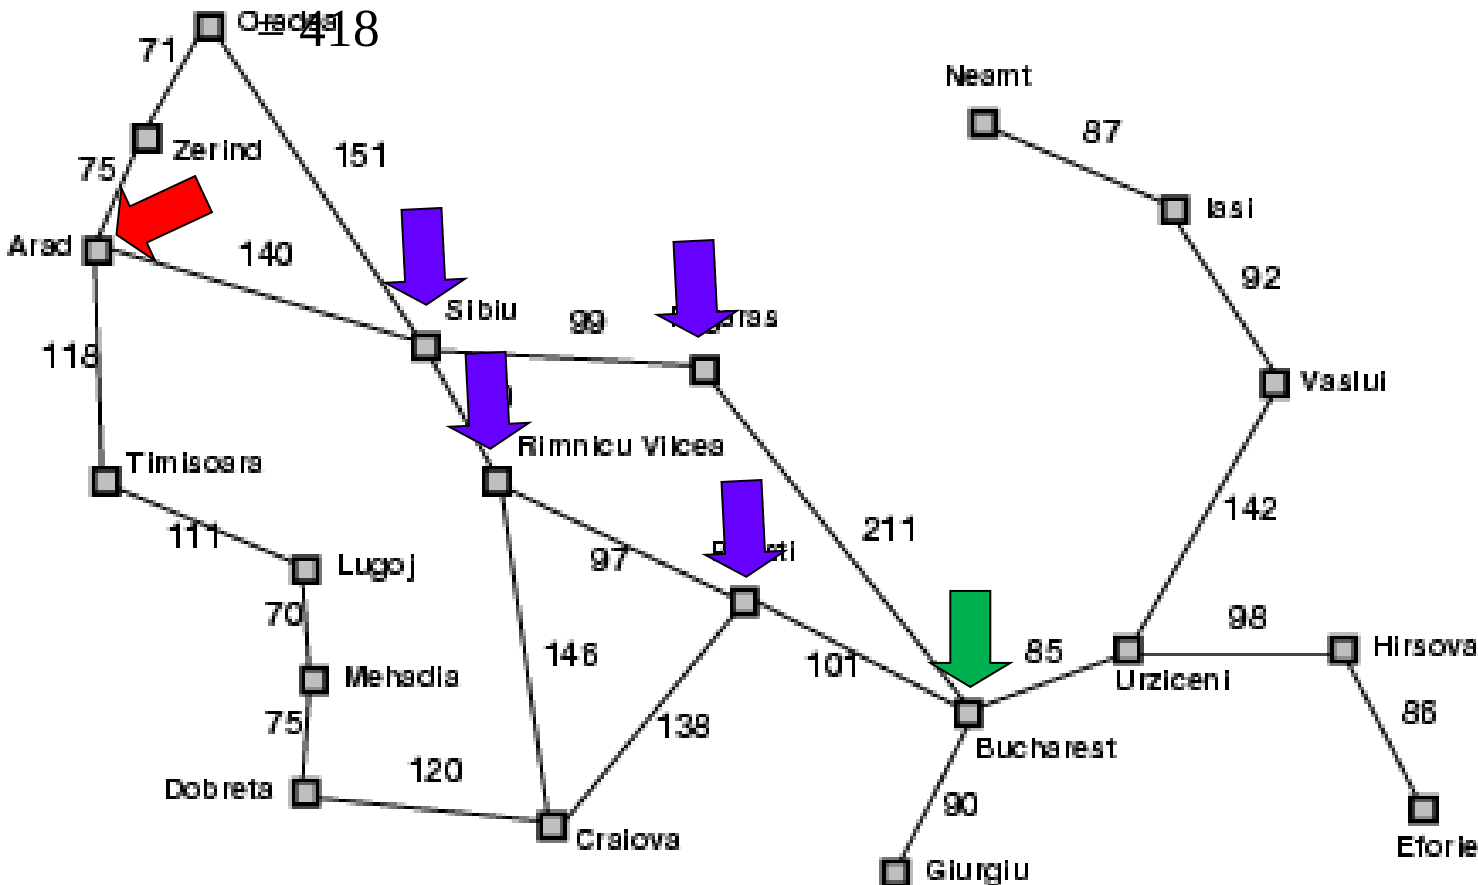 = 418
71
Neamt
87
Zerind
151
75
Iasi
Arad
140
92
Sibiu
99
118
Vaslui
Rimnicu Vilcea
Timisoara
142
211
111
97
Lugoj
70
98
146
101
85
Hirsova
Mehadia
Urziceni
75
138
86
Bucharest
120
Dobreta
90
Craiova
Eforie
Giurgiu